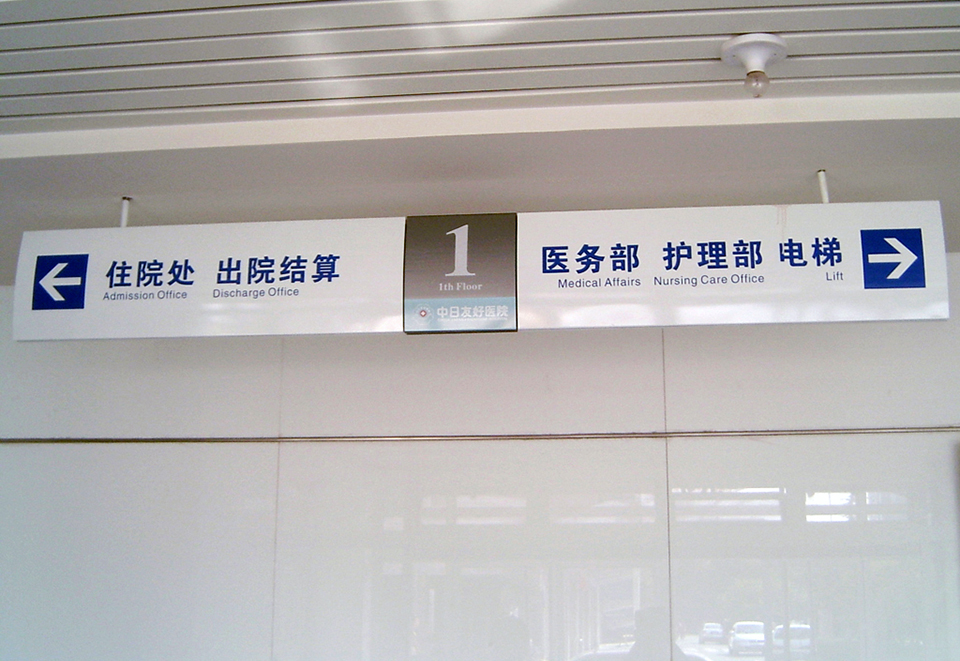 住院处 出院结算
Admission Office Discharge Office
1
1th Floor
中日友好医院
医务部 护理部 电梯
Medical Affairs Nursing Care Office Lift